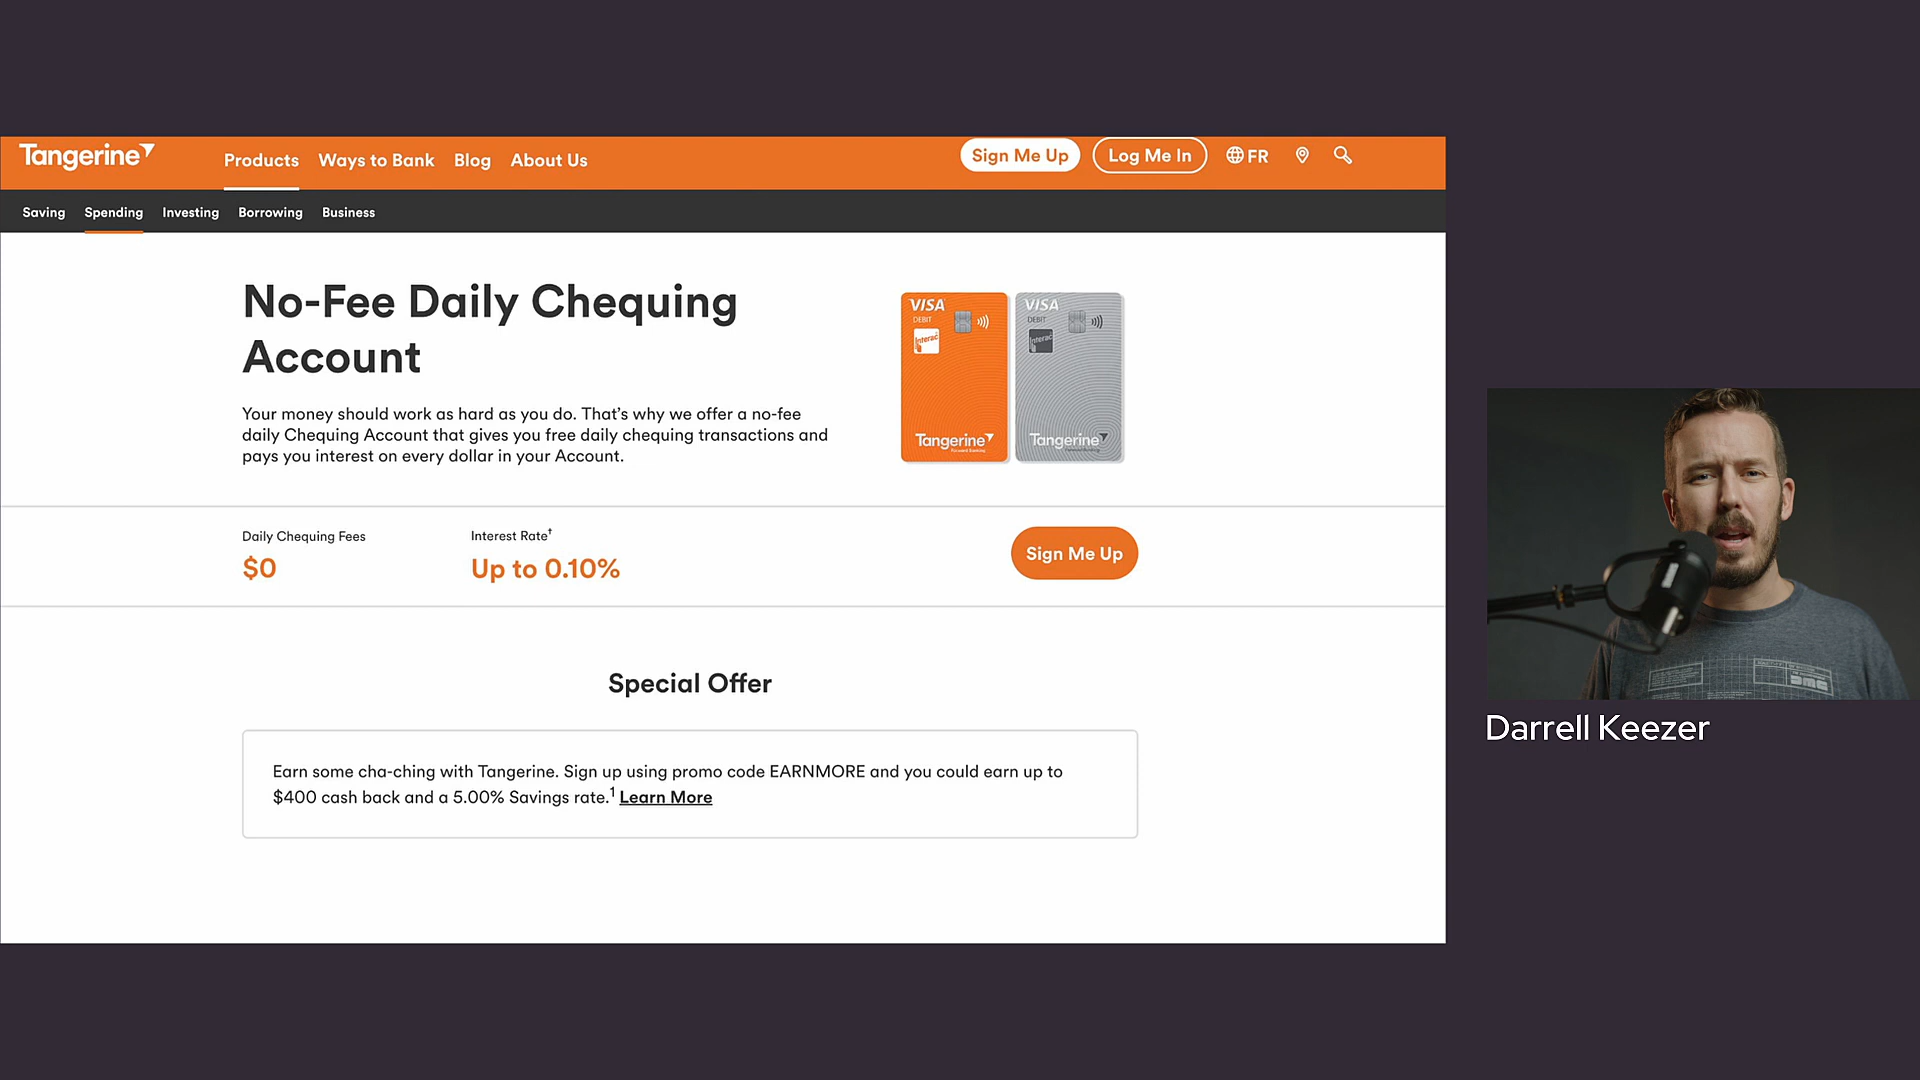 Tangerine
Products Ways to Bank Blog About Us
Sign Me Up Log Me In FR
Saving Spending Investing Borrowing Business
No-Fee Daily Chequing
Account
Your money should work as hard as you do. That’s why we offer a no-fee
daily Chequing Account that gives you free daily chequing transactions and
pays you interest on every dollar in your Account.
VISA
DEBIT
Interac
Tangerine
Forward Banking
VISA
DEBIT
Interac
Tangerine
Daily Chequing Fees
$0
Interest Rate†
Up to 0.10%
Sign Me Up
Special Offer
Earn some cha-ching with Tangerine. Sign up using promo code EARNMORE and you could earn up to
$400 cash back and a 5.00% Savings rate.1 Learn More
Darrell Keezer